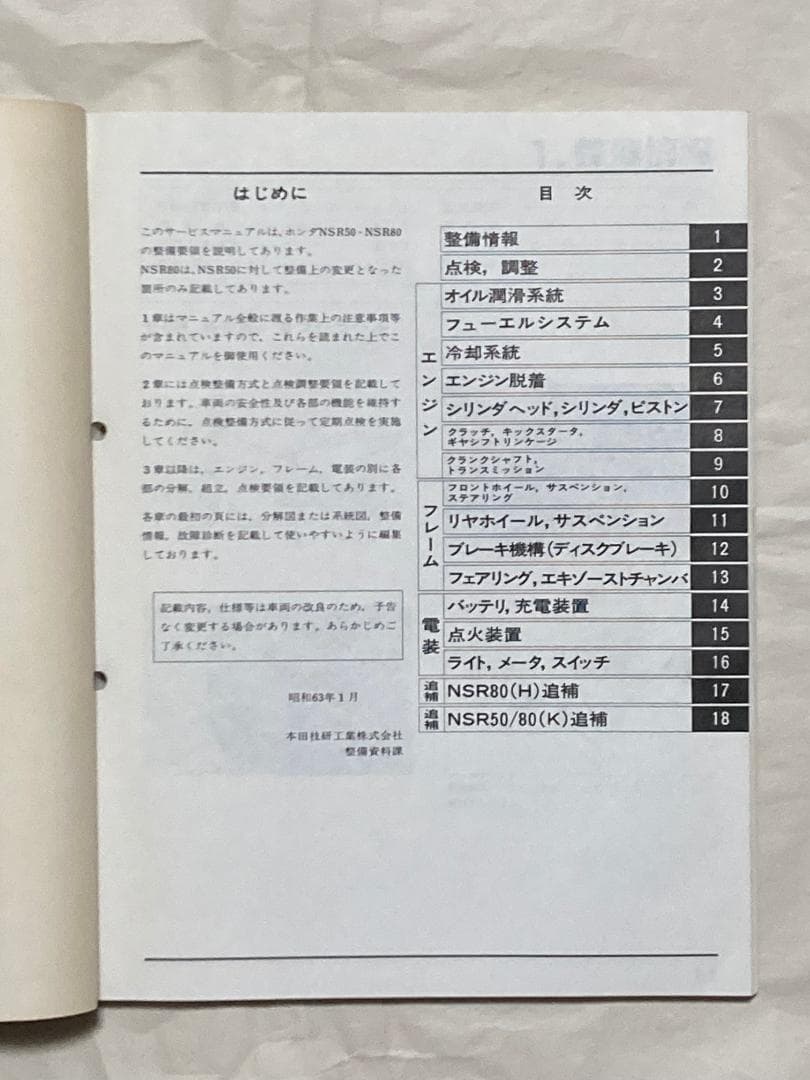 はじめに
このサービスマニュアルは、ホンダNSR50・NSR80
の整備要領を説明してあります。
NSR80は、NSR50に対して整備上の変更となった
箇所のみ記載してあります。
1章はマニュアル全般に渡る作業上の注意事項等
が含まれていますので、これらを読まれた上でこ
のマニュアルを御使用ください。
2章には点検整備方式と点検調整要領を記載して
おります。車両の安全性及び各部の機能を維持す
るために、点検整備方式に従って定期点検を実施
してください。
3章以降は、エンジン、フレーム、電装の別に各
部の分解、組立、点検要領を記載してあります。
各章の最初の頁には、分解図または系統図、整備
情報、故障診断を記載して使いやすいように編集
しております。
記載内容、仕様等は車両の改良のため、予告
なく変更する場合があります。あらかじめご
了承ください。
昭和63年1月
本田技研工業株式会社
整備資料課
目 次
整備情報 1
点検，調整 2
エンジン
オイル潤滑系統 3
フューエルシステム 4
冷却系統 5
エンジン脱着 6
シリンダヘッド，シリンダ，ピストン 7
クラッチ，キックスタータ，
ギヤシフトリンケージ 8
クランクシャフト，
トランスミッション 9
フレーム
フロントホイール，サスペンション，
ステアリング 10
リヤホイール，サスペンション 11
ブレーキ機構（ディスクブレーキ） 12
フェアリング，エキゾーストチャンバ 13
電装
バッテリ，充電装置 14
点火装置 15
ライト，メータ，スイッチ 16
追補 NSR80（H）追補 17
追補 NSR50/80（K）追補 18